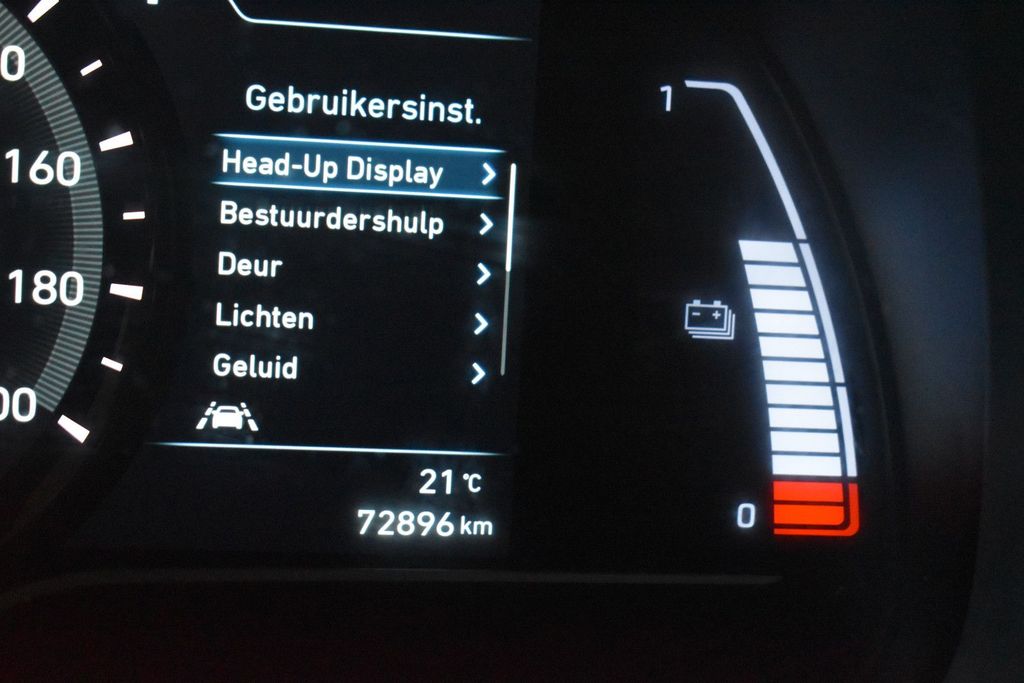 0
160
180
00
Gebruikersinst.
Head-Up Display
Bestuurdershulp
Deur
Lichten
Geluid
21 °C
72896 km
1
0